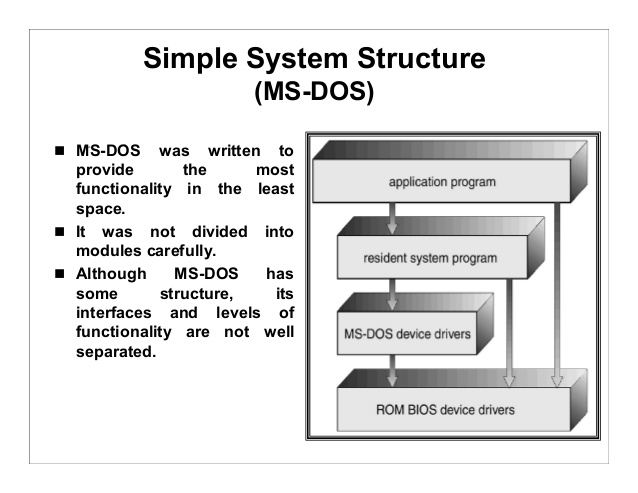 Simple System Structure
(MS-DOS)
■ MS-DOS was written to
provide the most
functionality in the least
space.
■ It was not divided into
modules carefully.
■ Although MS-DOS has
some structure, its
interfaces and levels of
functionality are not well
separated.
application program
resident system program
MS-DOS device drivers
ROM BIOS device drivers